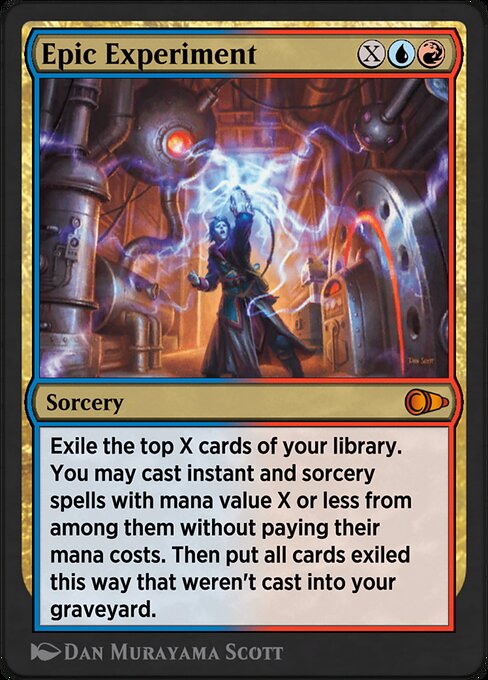 Epic Experiment X
DAN SCOTT
Sorcery
Exile the top X cards of your library.
You may cast instant and sorcery
spells with mana value X or less from
among them without paying their
mana costs. Then put all cards exiled
this way that weren't cast into your
graveyard.
DAN MURAYAMA SCOTT